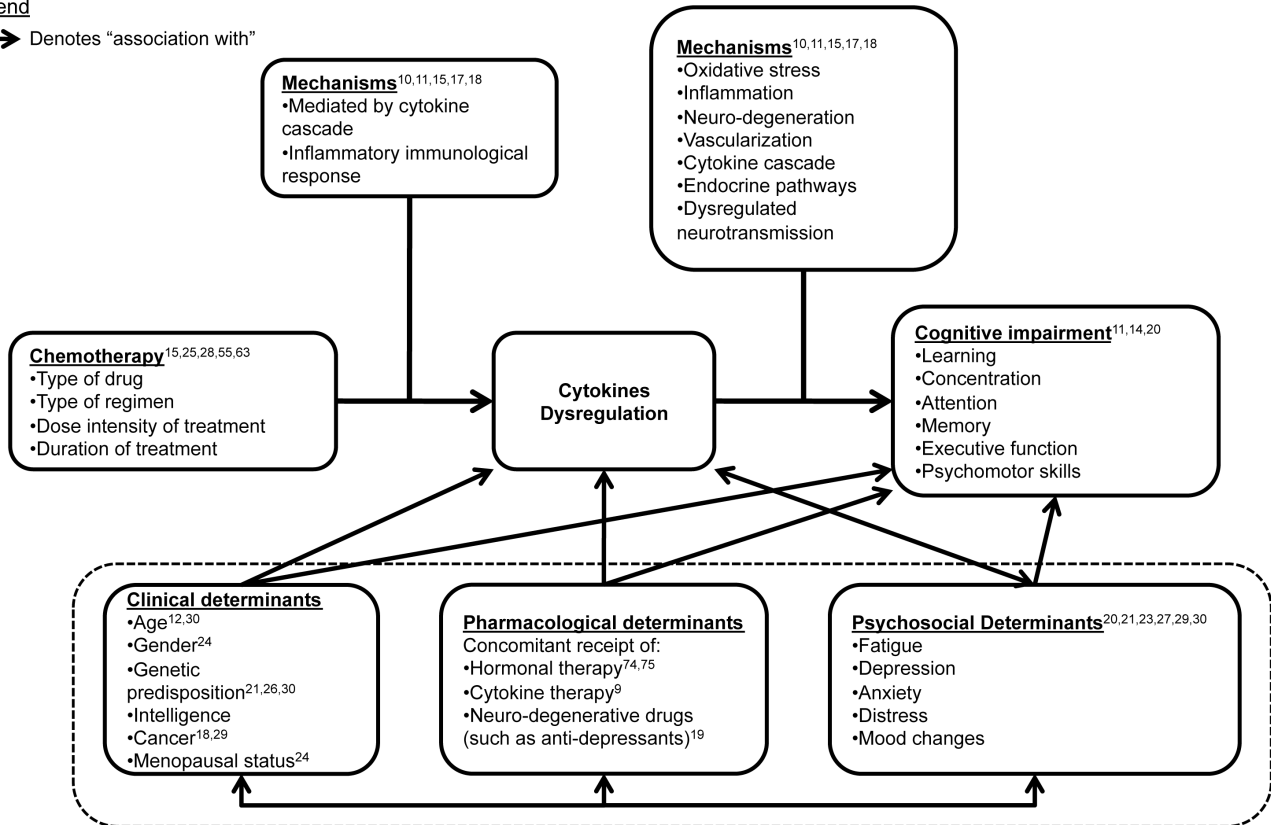 end
Denotes “association with”
Mechanisms10,11,15,17,18
•Mediated by cytokine
cascade
•Inflammatory immunological
response
Mechanisms10,11,15,17,18
•Oxidative stress
•Inflammation
•Neuro-degeneration
•Vascularization
•Cytokine cascade
•Endocrine pathways
•Dysregulated
neurotransmission
Chemotherapy15,25,28,55,63
•Type of drug
•Type of regimen
•Dose intensity of treatment
•Duration of treatment
Cytokines
Dysregulation
Cognitive impairment11,14,20
•Learning
•Concentration
•Attention
•Memory
•Executive function
•Psychomotor skills
Clinical determinants
•Age12,30
•Gender24
•Genetic
predisposition21,26,30
•Intelligence
•Cancer18,29
•Menopausal status24
Pharmacological determinants
Concomitant receipt of:
•Hormonal therapy74,75
•Cytokine therapy9
•Neuro-degenerative drugs
(such as anti-depressants)19
Psychosocial Determinants20,21,23,27,29,30
•Fatigue
•Depression
•Anxiety
•Distress
•Mood changes